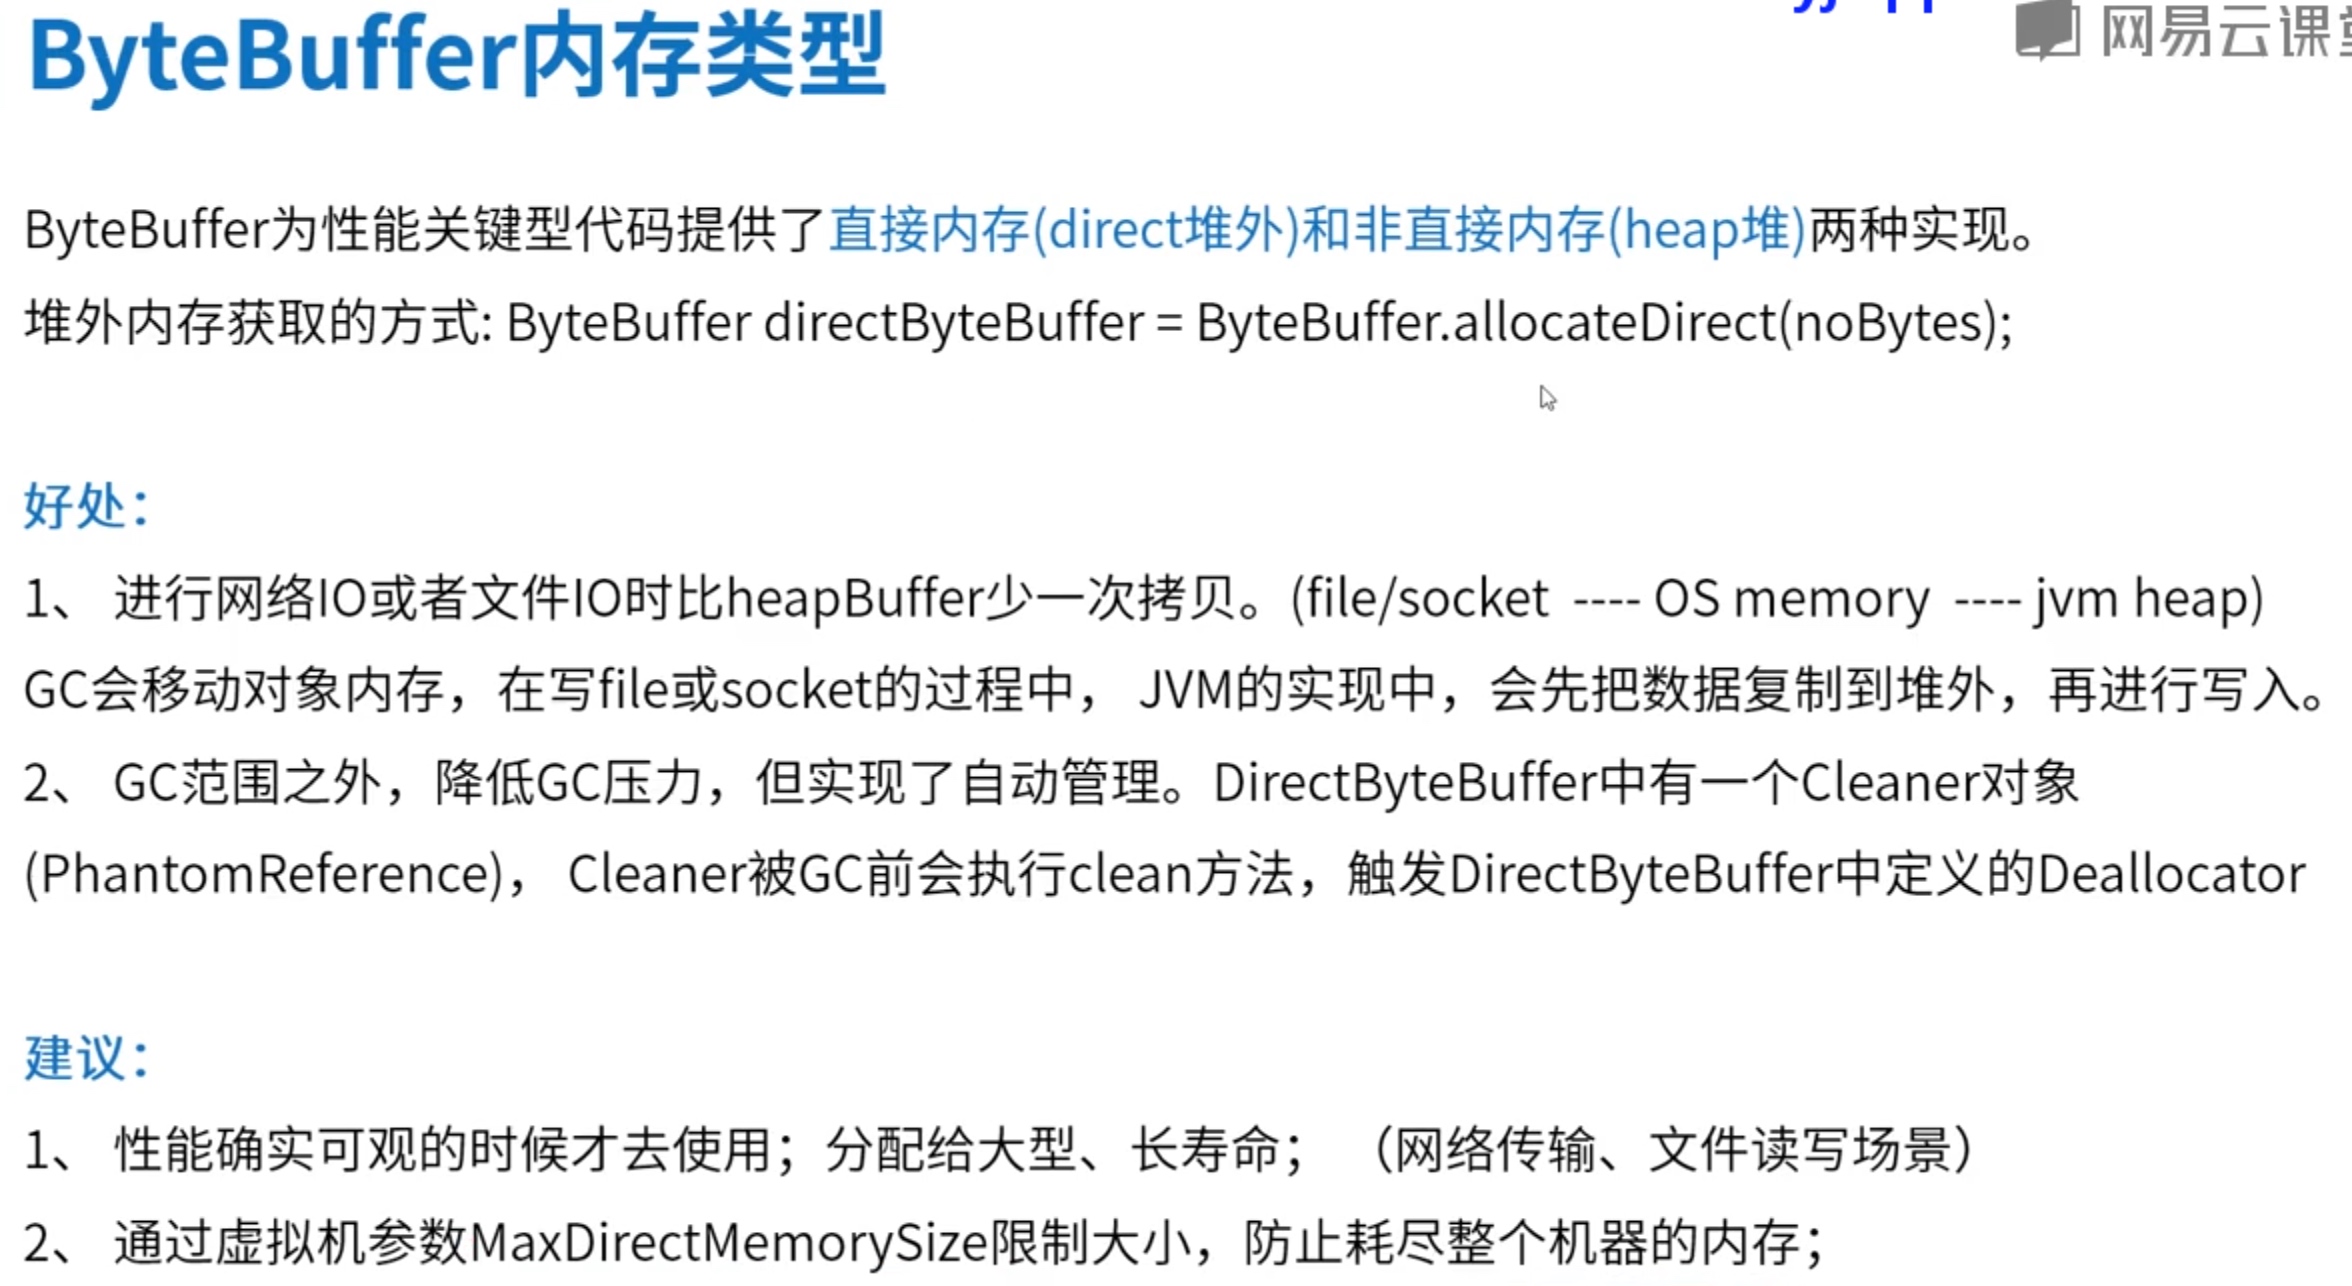 网易云课
ByteBuffer内存类型
ByteBuffer为性能关键型代码提供了直接内存(direct堆外)和非直接内存(heap堆)两种实现。
堆外内存获取的方式: ByteBuffer directByteBuffer = ByteBuffer.allocateDirect(noBytes);
好处：
1、 进行网络IO或者文件IO时比heapBuffer少一次拷贝。(file/socket ---- OS memory ---- jvm heap)
GC会移动对象内存，在写file或socket的过程中， JVM的实现中，会先把数据复制到堆外，再进行写入。
2、 GC范围之外，降低GC压力，但实现了自动管理。DirectByteBuffer中有一个Cleaner对象
(PhantomReference)， Cleaner被GC前会执行clean方法，触发DirectByteBuffer中定义的Deallocator
建议：
1、 性能确实可观的时候才去使用；分配给大型、长寿命； （网络传输、文件读写场景）
2、 通过虚拟机参数MaxDirectMemorySize限制大小，防止耗尽整个机器的内存；